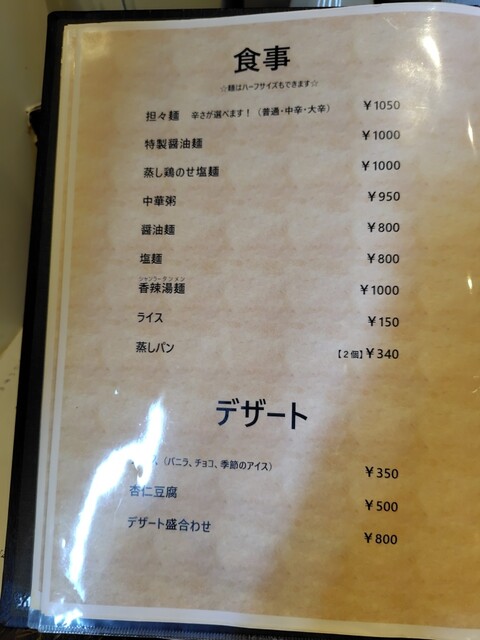 食事
☆麺はハーフサイズもできます☆
担々麺 辛さが選べます!(普通・中辛・大辛) ¥1050
特製醤油麺 ¥1000
蒸し鶏のせ塩麺 ¥1000
中華粥 ¥950
醤油麺 ¥800
塩麺 ¥800
シャンラータンメン
香辣湯麺 ¥1000
ライス ¥150
蒸しパン 【2個】¥340
デザート
(バニラ、チョコ、季節のアイス) ¥350
杏仁豆腐 ¥500
デザート盛合わせ ¥800